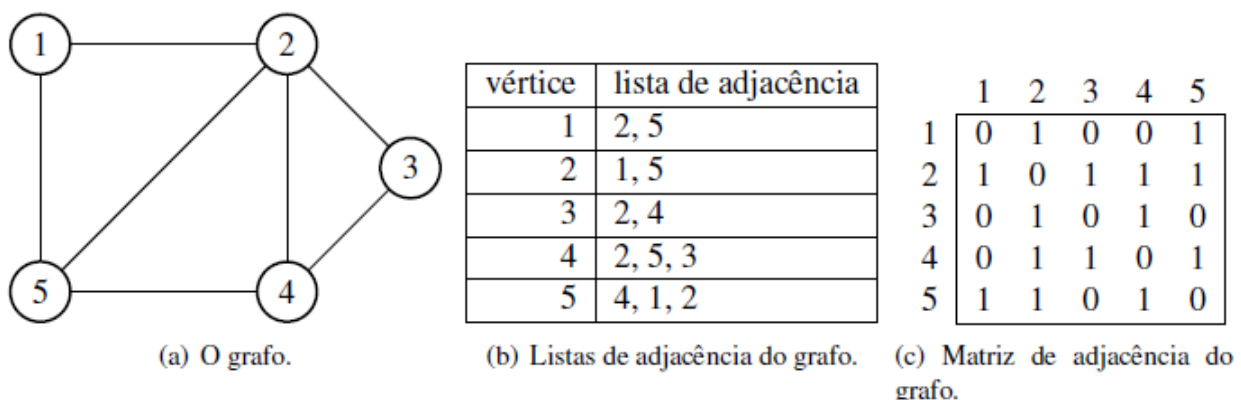 1
2
3
5
4
(a) O grafo.
vértice lista de adjacência
1 2, 5
2 1, 5
3 2, 4
4 2, 5, 3
5 4, 1, 2
(b) Listas de adjacência do grafo.
1 2 3 4 5
1 0 1 0 0 1
2 1 0 1 1 1
3 0 1 0 1 0
4 0 1 1 0 1
5 1 1 0 1 0
(c) Matriz de adjacência do
grafo.